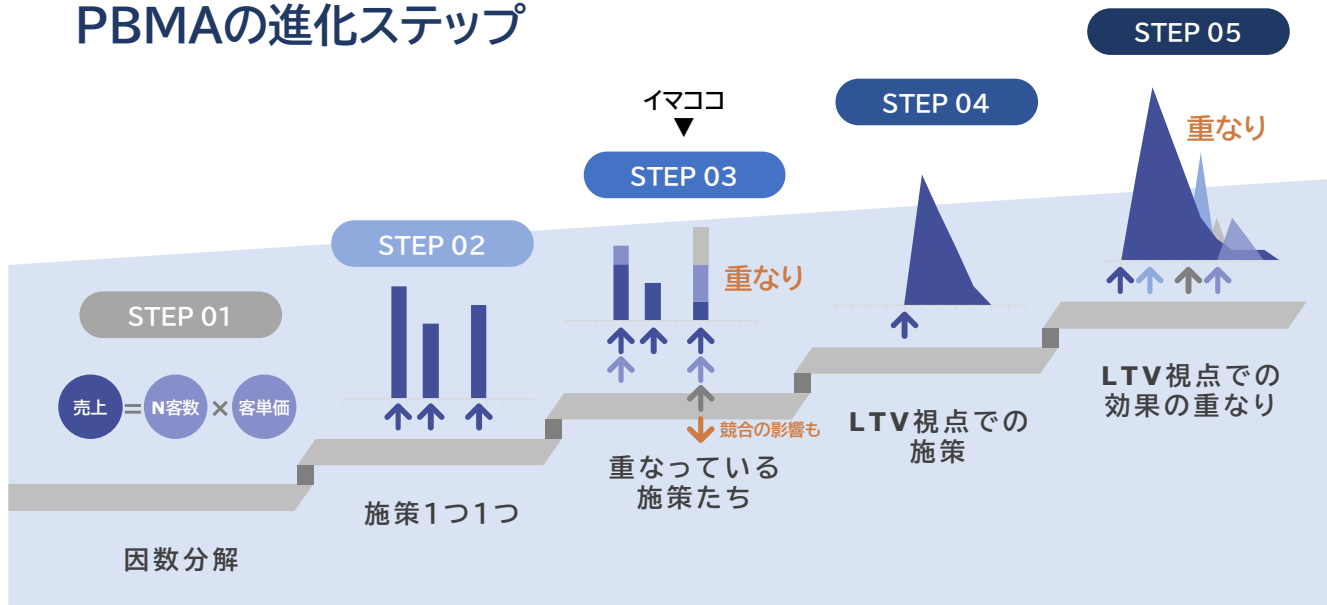 PBMAの進化ステップ
STEP 01
売上 = N客数 × 客単価
因数分解
STEP 02
施策1つ1つ
イマココ
▼
STEP 03
重なり
競合の影響も
重なっている
施策たち
STEP 04
LTV視点での
施策
STEP 05
重なり
LTV視点での
効果の重なり